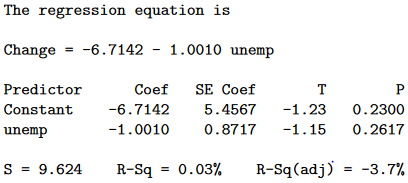 The regression equation is
Change = -6.7142 - 1.0010 unemp
Predictor Coef SE Coef T P
Constant -6.7142 5.4567 -1.23 0.2300
unemp -1.0010 0.8717 -1.15 0.2617
S = 9.624 R-Sq = 0.03% R-Sq(adj) = -3.7%